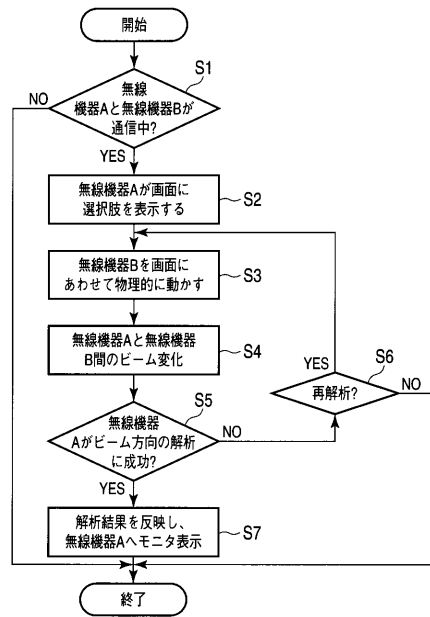 開始
S1
無線
機器Aと無線機器Bが
通信中?
NO
YES
無線機器Aが画面に
選択肢を表示する
S2
無線機器Bを画面に
あわせて物理的に動かす
S3
無線機器Aと無線機器
B間のビーム変化
S4
S5
無線機器
Aがビーム方向の解析
に成功?
NO
YES
S6
再解析?
YES
NO
解析結果を反映し、
無線機器Aへモニタ表示
S7
終了